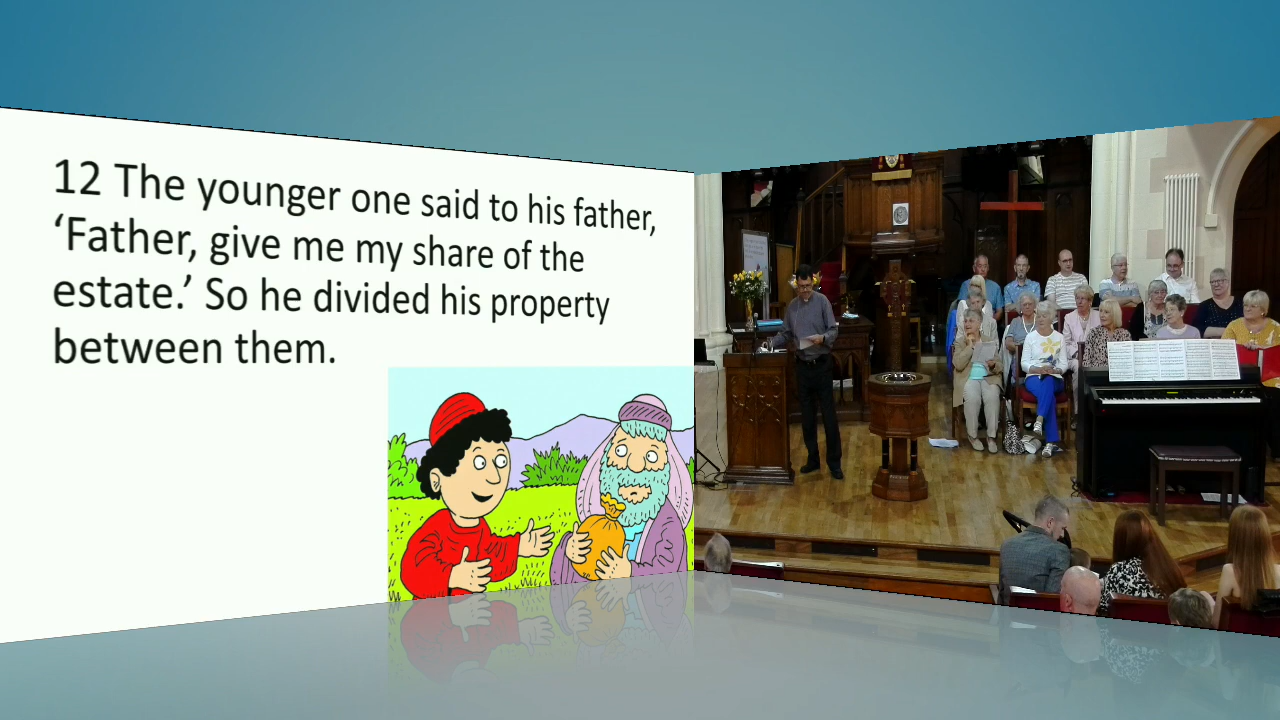 12 The younger one said to his father,
‘Father, give me my share of the
estate.’ So he divided his property
between them.